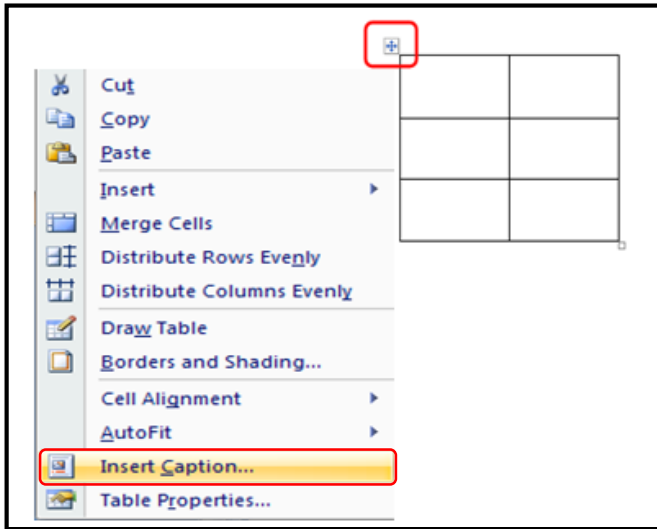 Cut
Copy
Paste
Insert
Merge Cells
Distribute Rows Evenly
Distribute Columns Evenly
Draw Table
Borders and Shading...
Cell Alignment
AutoFit
Insert Caption...
Table Properties...